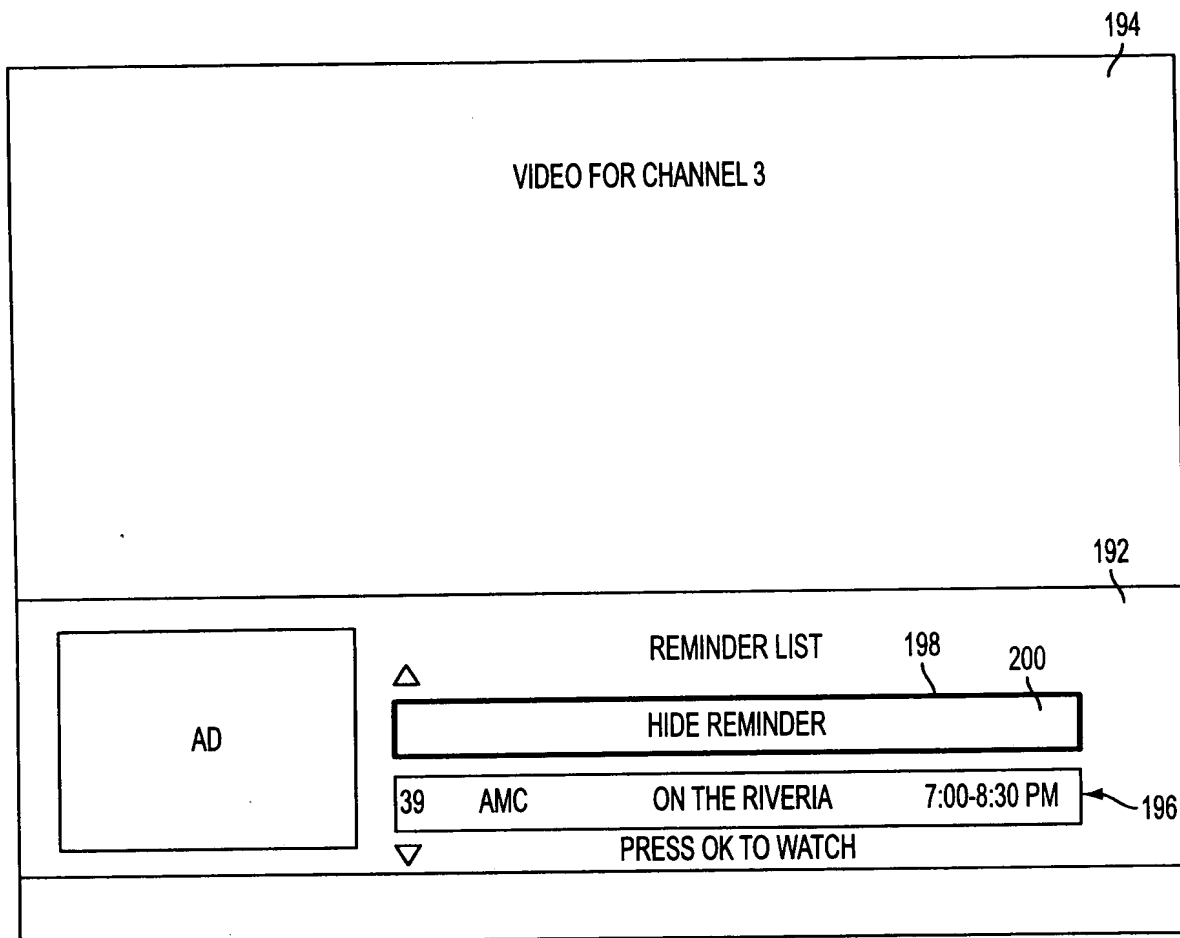 194
VIDEO FOR CHANNEL 3
192
REMINDER LIST
198
200
AD
HIDE REMINDER
39 AMC ON THE RIVERIA 7:00-8:30 PM
196
PRESS OK TO WATCH